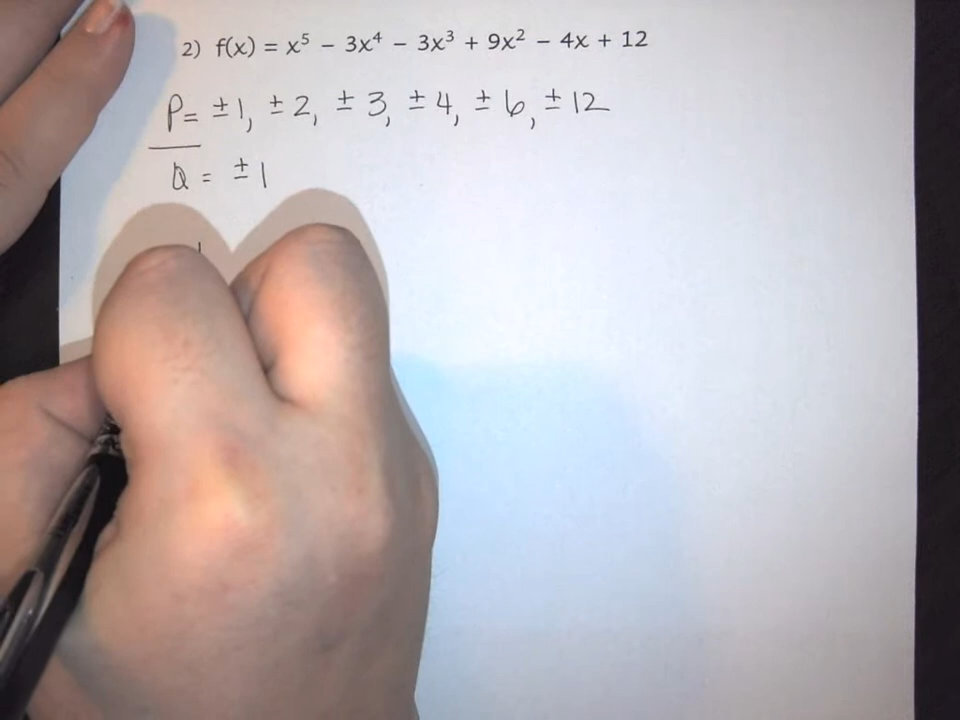 2) f(x) = x⁵ − 3x⁴ − 3x³ + 9x² − 4x + 12
P= ±1, ±2, ±3, ±4, ±6, ±12
Q = ±1